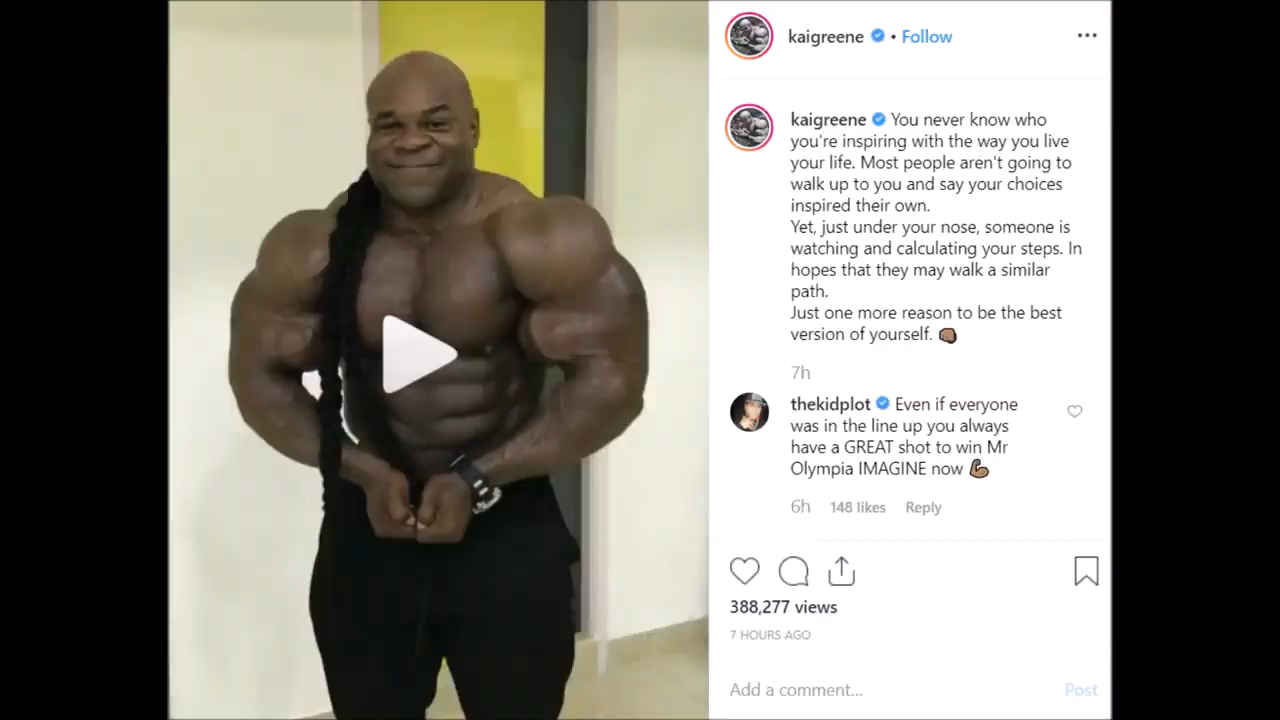 kaigreene • Follow
kaigreene You never know who
you're inspiring with the way you live
your life. Most people aren't going to
walk up to you and say your choices
inspired their own.
Yet, just under your nose, someone is
watching and calculating your steps. In
hopes that they may walk a similar
path.
Just one more reason to be the best
version of yourself. 👊🏾
7h
thekidplot Even if everyone
was in the line up you always
have a GREAT shot to win Mr
Olympia IMAGINE now 💪🏽
6h 148 likes Reply
388,277 views
7 HOURS AGO
Add a comment... Post